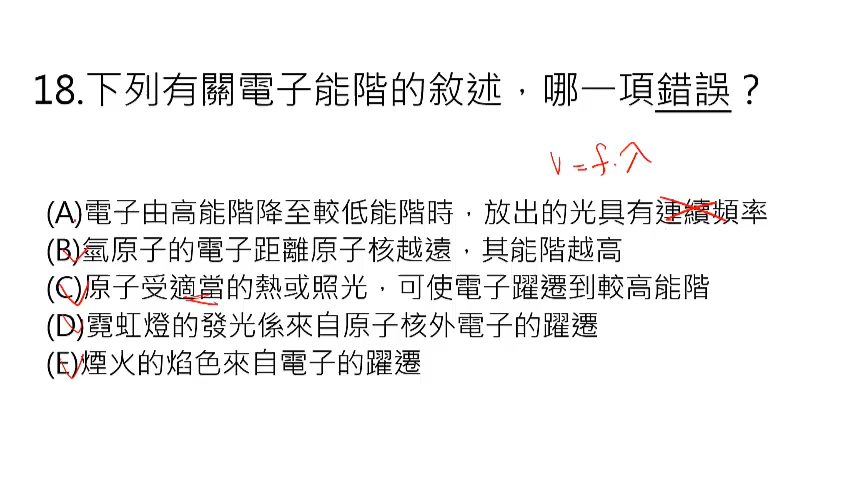 18.下列有關電子能階的敘述，哪一項錯誤？
v=f·λ
(A)電子由高能階降至較低能階時，放出的光具有連續頻率
(B)氫原子的電子距離原子核越遠，其能階越高
(C)原子受適當的熱或照光，可使電子躍遷到較高能階
(D)霓虹燈的發光係來自原子核外電子的躍遷
(E)煙火的焰色來自電子的躍遷